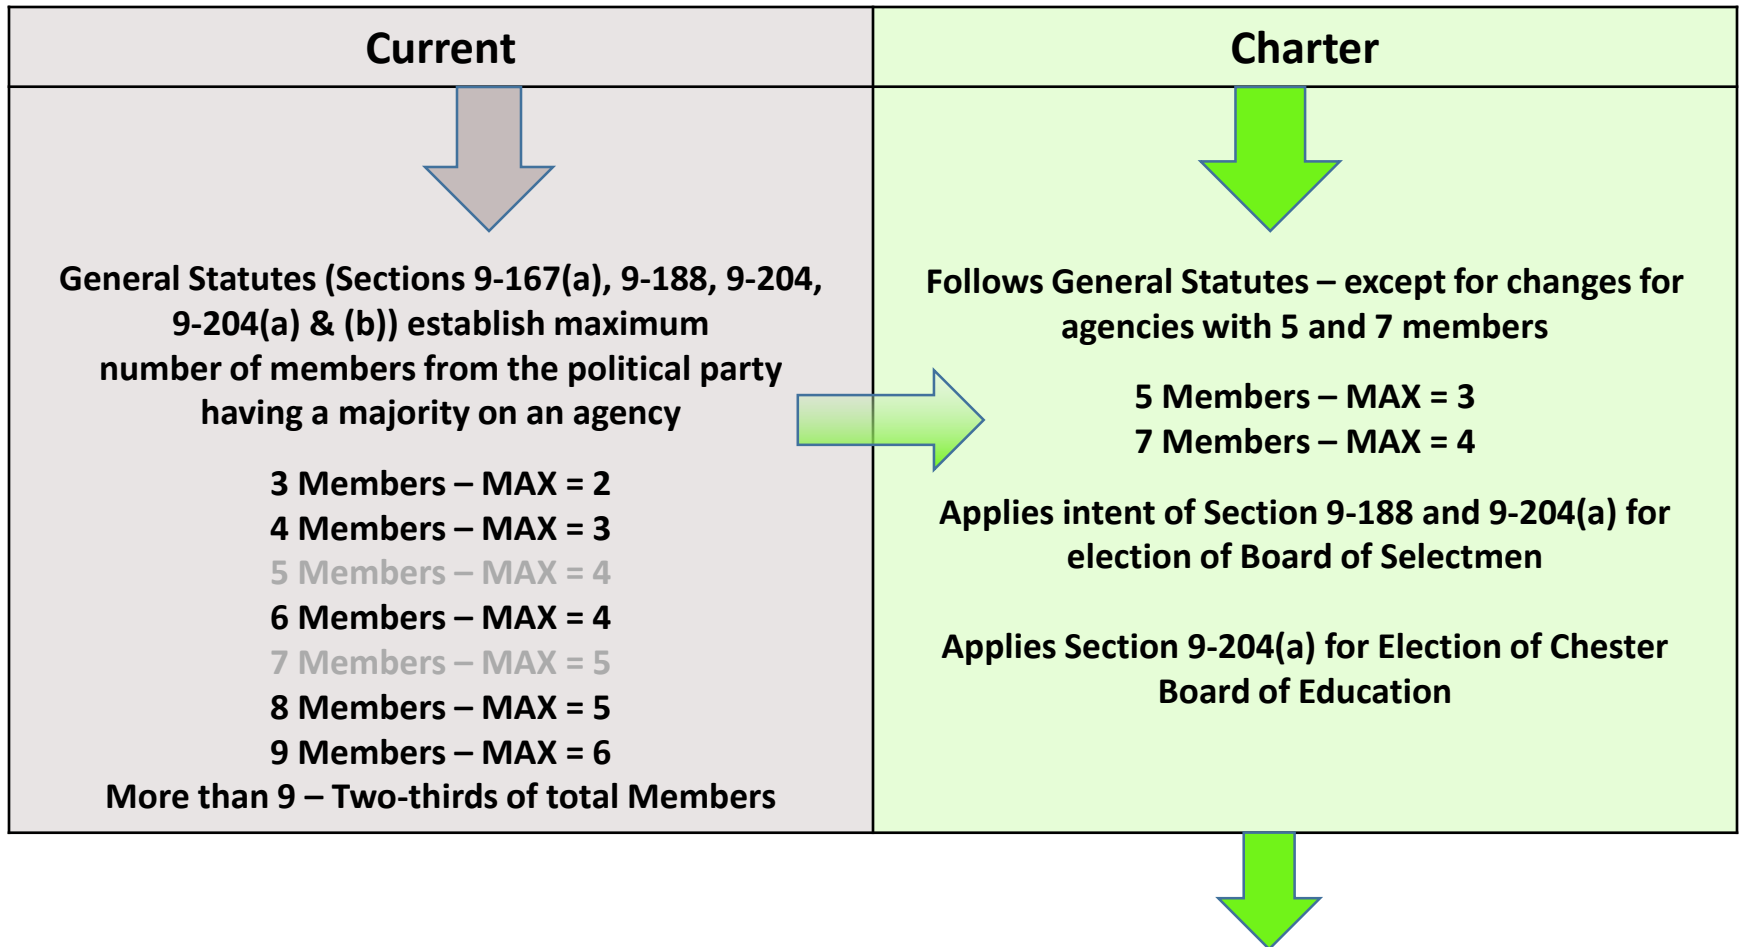 Current
General Statutes (Sections 9-167(a), 9-188, 9-204,
9-204(a) & (b)) establish maximum
number of members from the political party
having a majority on an agency
3 Members – MAX = 2
4 Members – MAX = 3
5 Members – MAX = 4
6 Members – MAX = 4
7 Members – MAX = 5
8 Members – MAX = 5
9 Members – MAX = 6
More than 9 – Two-thirds of total Members
Charter
Follows General Statutes – except for changes for
agencies with 5 and 7 members
5 Members – MAX = 3
7 Members – MAX = 4
Applies intent of Section 9-188 and 9-204(a) for
election of Board of Selectmen
Applies Section 9-204(a) for Election of Chester
Board of Education